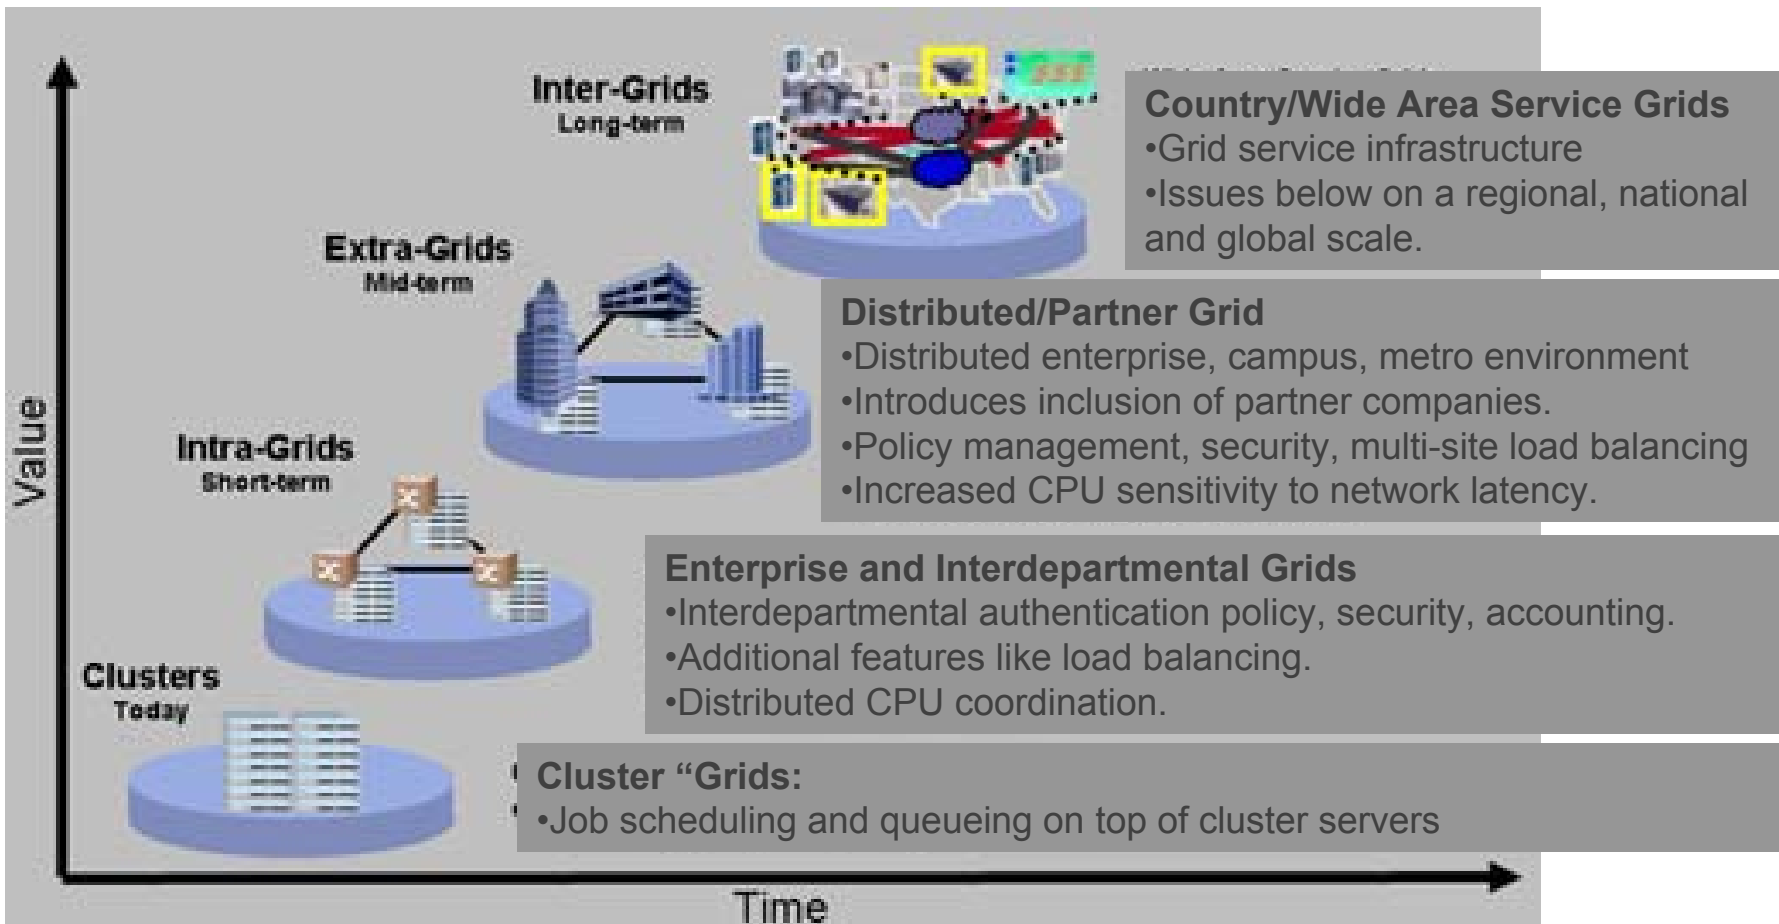 Inter-Grids
Long-term
Country/Wide Area Service Grids
•Grid service infrastructure
•Issues below on a regional, national
and global scale.
Extra-Grids
Mid-term
Distributed/Partner Grid
•Distributed enterprise, campus, metro environment
•Introduces inclusion of partner companies.
•Policy management, security, multi-site load balancing
•Increased CPU sensitivity to network latency.
Intra-Grids
Short-term
Enterprise and Interdepartmental Grids
•Interdepartmental authentication policy, security, accounting.
•Additional features like load balancing.
•Distributed CPU coordination.
Clusters
Today
Cluster “Grids:
•Job scheduling and queueing on top of cluster servers
Value
Time